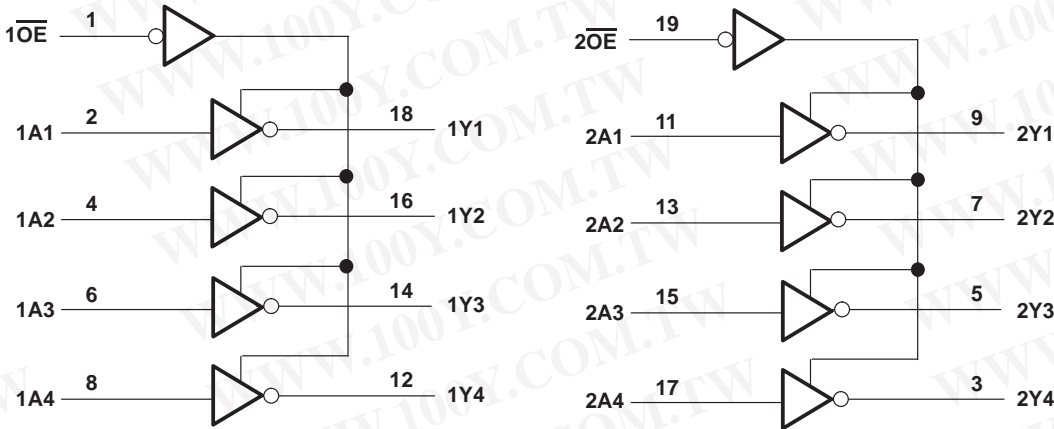 1OE 1
1A1 2 18 1Y1
1A2 4 16 1Y2
1A3 6 14 1Y3
1A4 8 12 1Y4
2OE 19
2A1 11 9 2Y1
2A2 13 7 2Y2
2A3 15 5 2Y3
2A4 17 3 2Y4
WWW.100Y.COM.TW